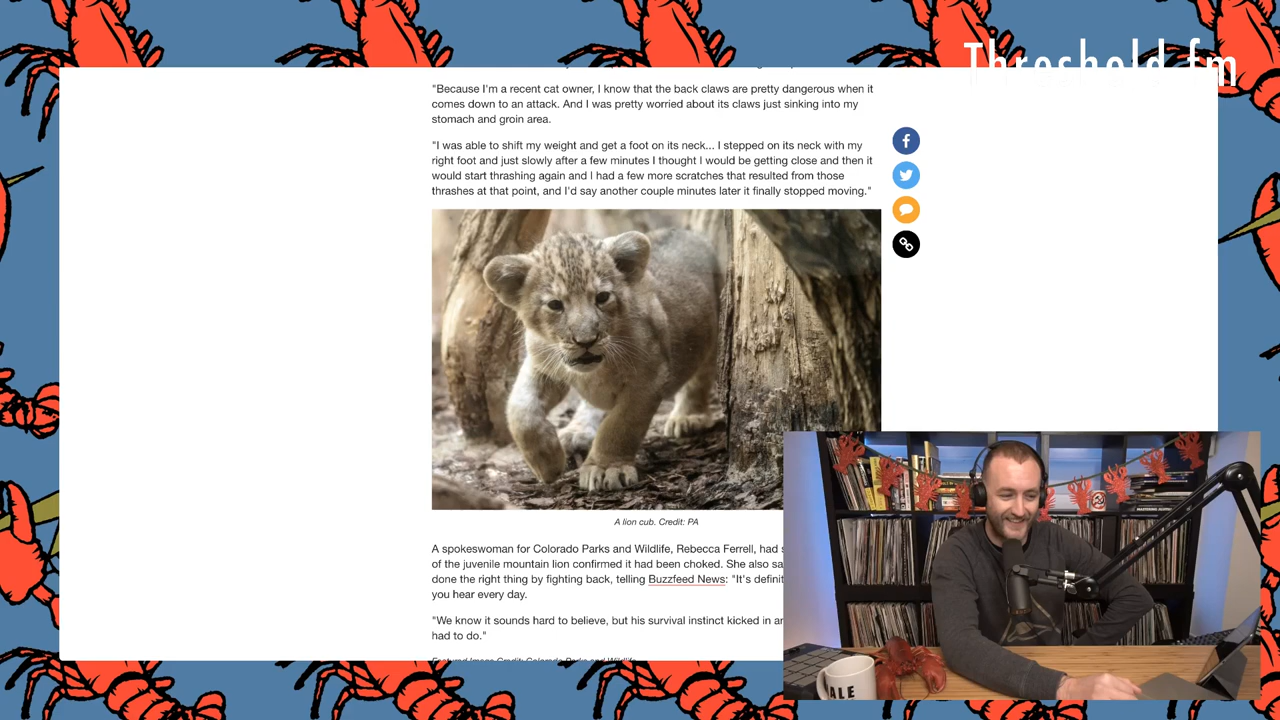 Threshold.fm
"Because I'm a recent cat owner, I know that the back claws are pretty dangerous when it
comes down to an attack. And I was pretty worried about its claws just sinking into my
stomach and groin area.
"I was able to shift my weight and get a foot on its neck... I stepped on its neck with my
right foot and just slowly after a few minutes I thought I would be getting close and then it
would start thrashing again and I had a few more scratches that resulted from those
thrashes at that point, and I'd say another couple minutes later it finally stopped moving."
A lion cub. Credit: PA
A spokeswoman for Colorado Parks and Wildlife, Rebecca Ferrell, had
of the juvenile mountain lion confirmed it had been choked. She also
done the right thing by fighting back, telling Buzzfeed News: "It's
you hear every day.
"We know it sounds hard to believe, but his survival instinct kicked in
had to do."
Featured Image Credit: Colorado Parks and Wildlife
ALE